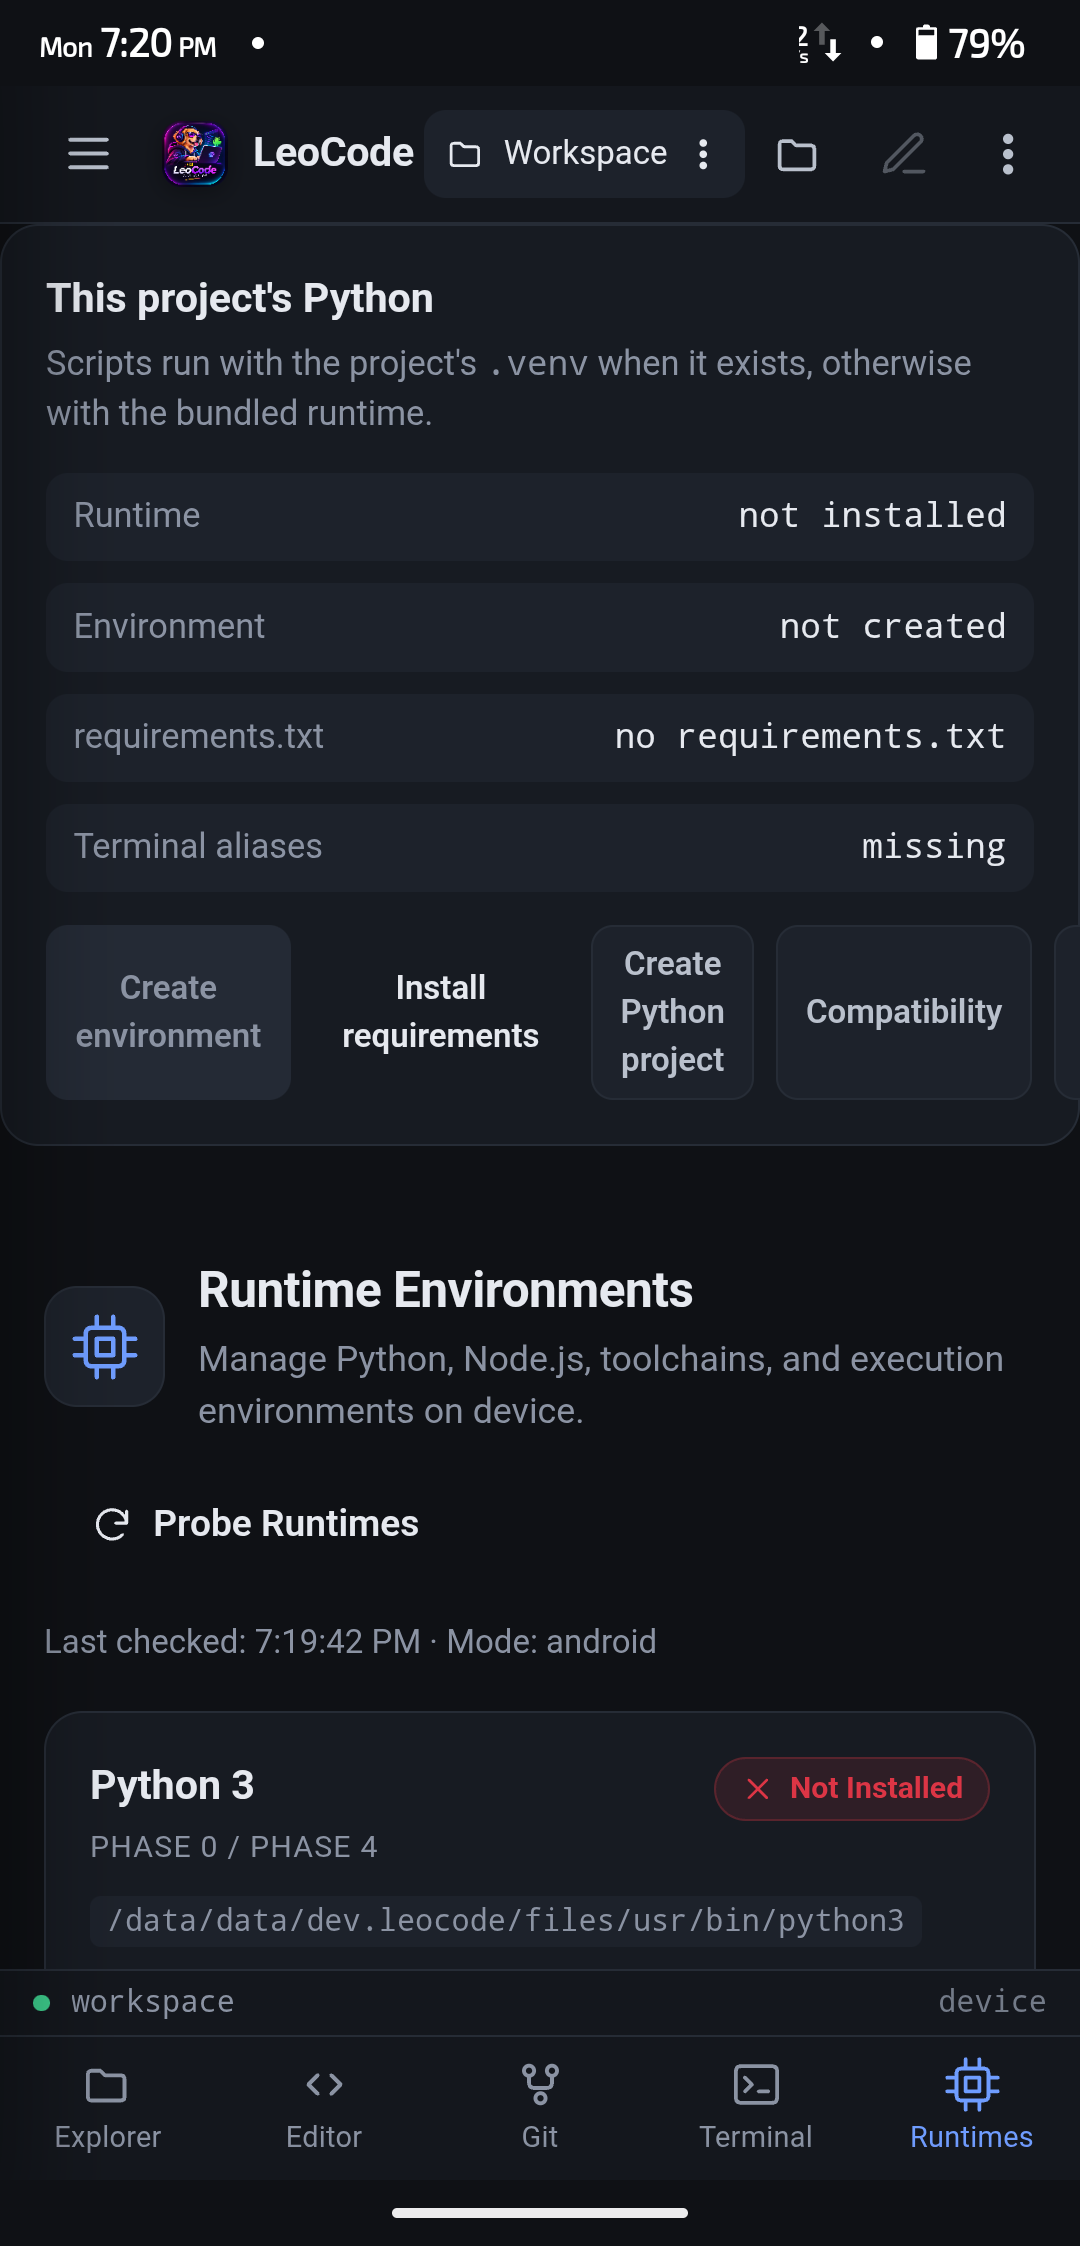 Mon 7:20 PM
79%
LeoCode
Workspace
This project's Python
Scripts run with the project's .venv when it exists, otherwise
with the bundled runtime.
Runtime not installed
Environment not created
requirements.txt no requirements.txt
Terminal aliases missing
Create
environment
Install
requirements
Create
Python
project
Compatibility
Runtime Environments
Manage Python, Node.js, toolchains, and execution
environments on device.
Probe Runtimes
Last checked: 7:19:42 PM · Mode: android
Python 3
Not Installed
PHASE 0 / PHASE 4
/data/data/dev.leocode/files/usr/bin/python3
workspace device
Explorer
Editor
Git
Terminal
Runtimes